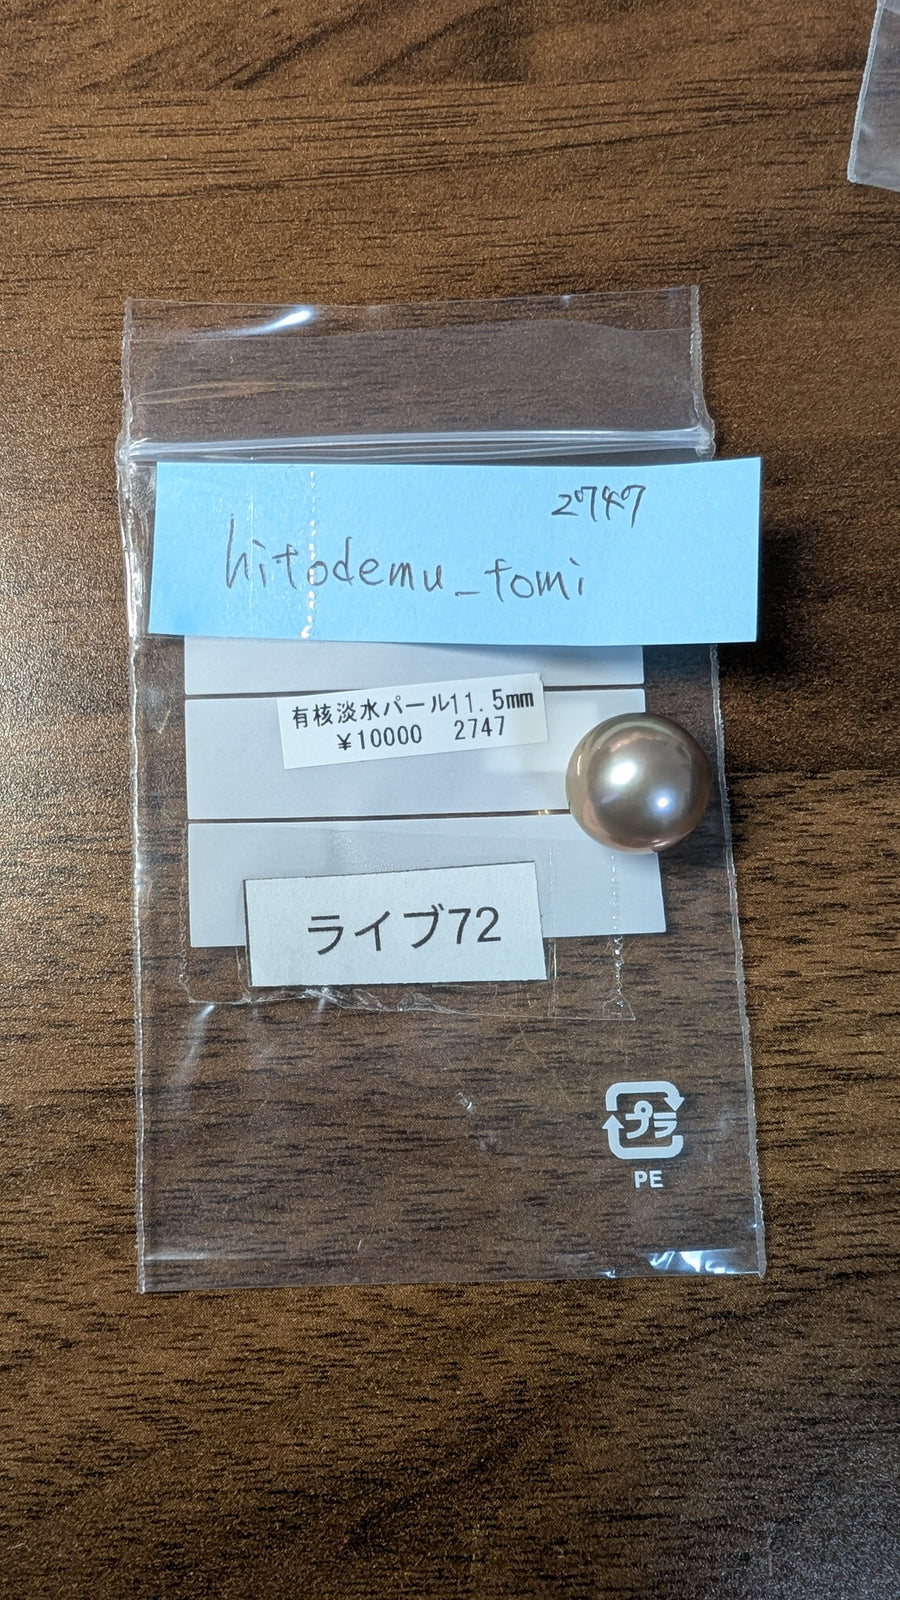 2747
hitodemu_tomi
有核淡水パール11.5mm
¥10000 2747
ライブ72
プラ
PE